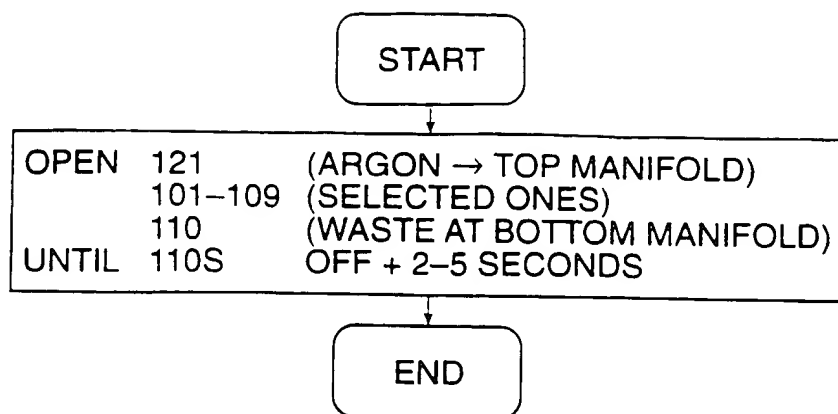 START
OPEN 121 (ARGON → TOP MANIFOLD)
101–109 (SELECTED ONES)
110 (WASTE AT BOTTOM MANIFOLD)
UNTIL 110S OFF + 2–5 SECONDS
END